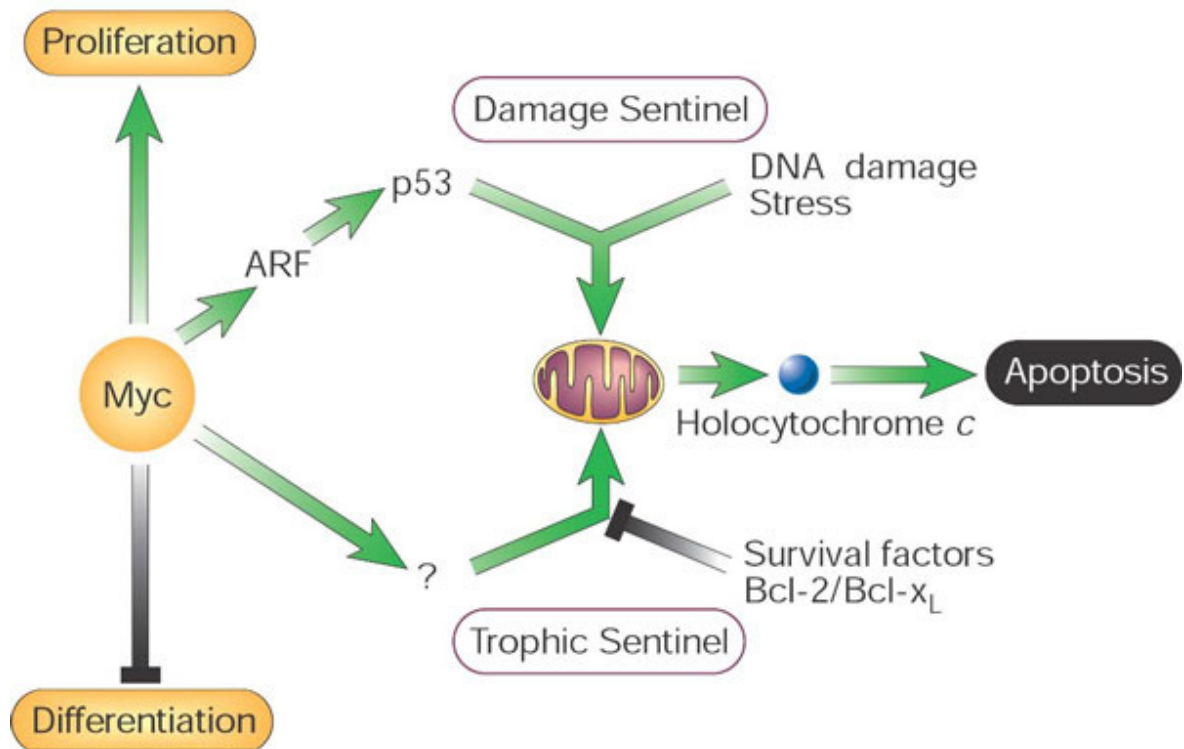 Proliferation
Damage Sentinel
DNA damage
Stress
p53
ARF
Myc
Apoptosis
Holocytochrome c
?
Survival factors
Bcl-2/Bcl-xL
Trophic Sentinel
Differentiation